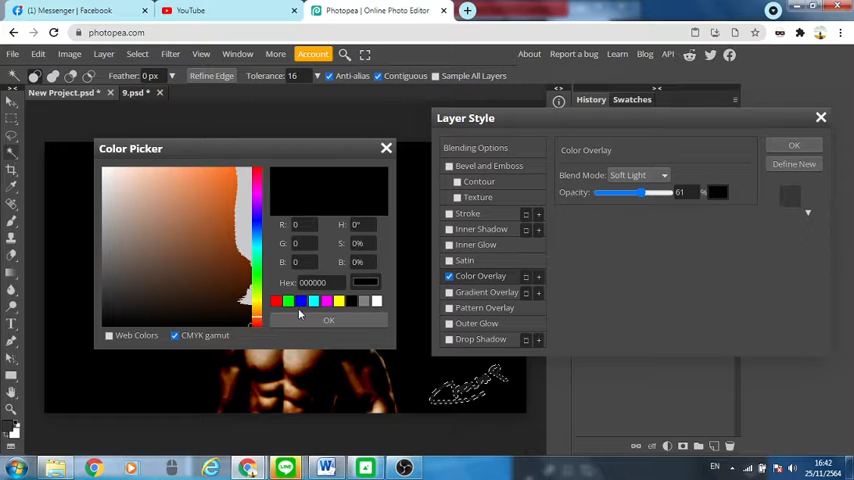 (1) Messenger | Facebook
YouTube
Photopea | Online Photo Editor
photopea.com
File Edit Image Layer Select Filter View Window More Account
About Report a bug Learn Blog API
Feather: 0 px Refine Edge Tolerance: 16 Anti-alias Contiguous Sample All Layers
New Project.psd * 9.psd *
History Swatches
Color Picker
R: 0 H: 0°
G: 0 S: 0%
B: 0 B: 0%
Hex: 000000
OK
Web Colors CMYK gamut
Layer Style
Blending Options
Bevel and Emboss
Contour
Texture
Stroke
Inner Shadow
Inner Glow
Satin
Color Overlay
Gradient Overlay
Pattern Overlay
Outer Glow
Drop Shadow
Color Overlay
Blend Mode: Soft Light
Opacity: 61 %
OK
Define New
eff
EN
16:42
25/11/2564